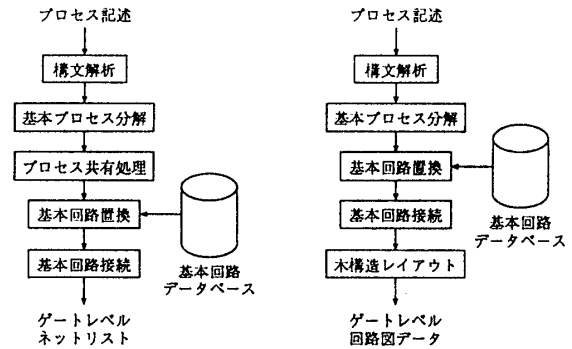 プロセス記述
構文解析
基本プロセス分解
プロセス共有処理
基本回路置換
基本回路接続
ゲートレベル
ネットリスト
基本回路
データベース
プロセス記述
構文解析
基本プロセス分解
基本回路置換
基本回路接続
木構造レイアウト
ゲートレベル
回路図データ
基本回路
データベース